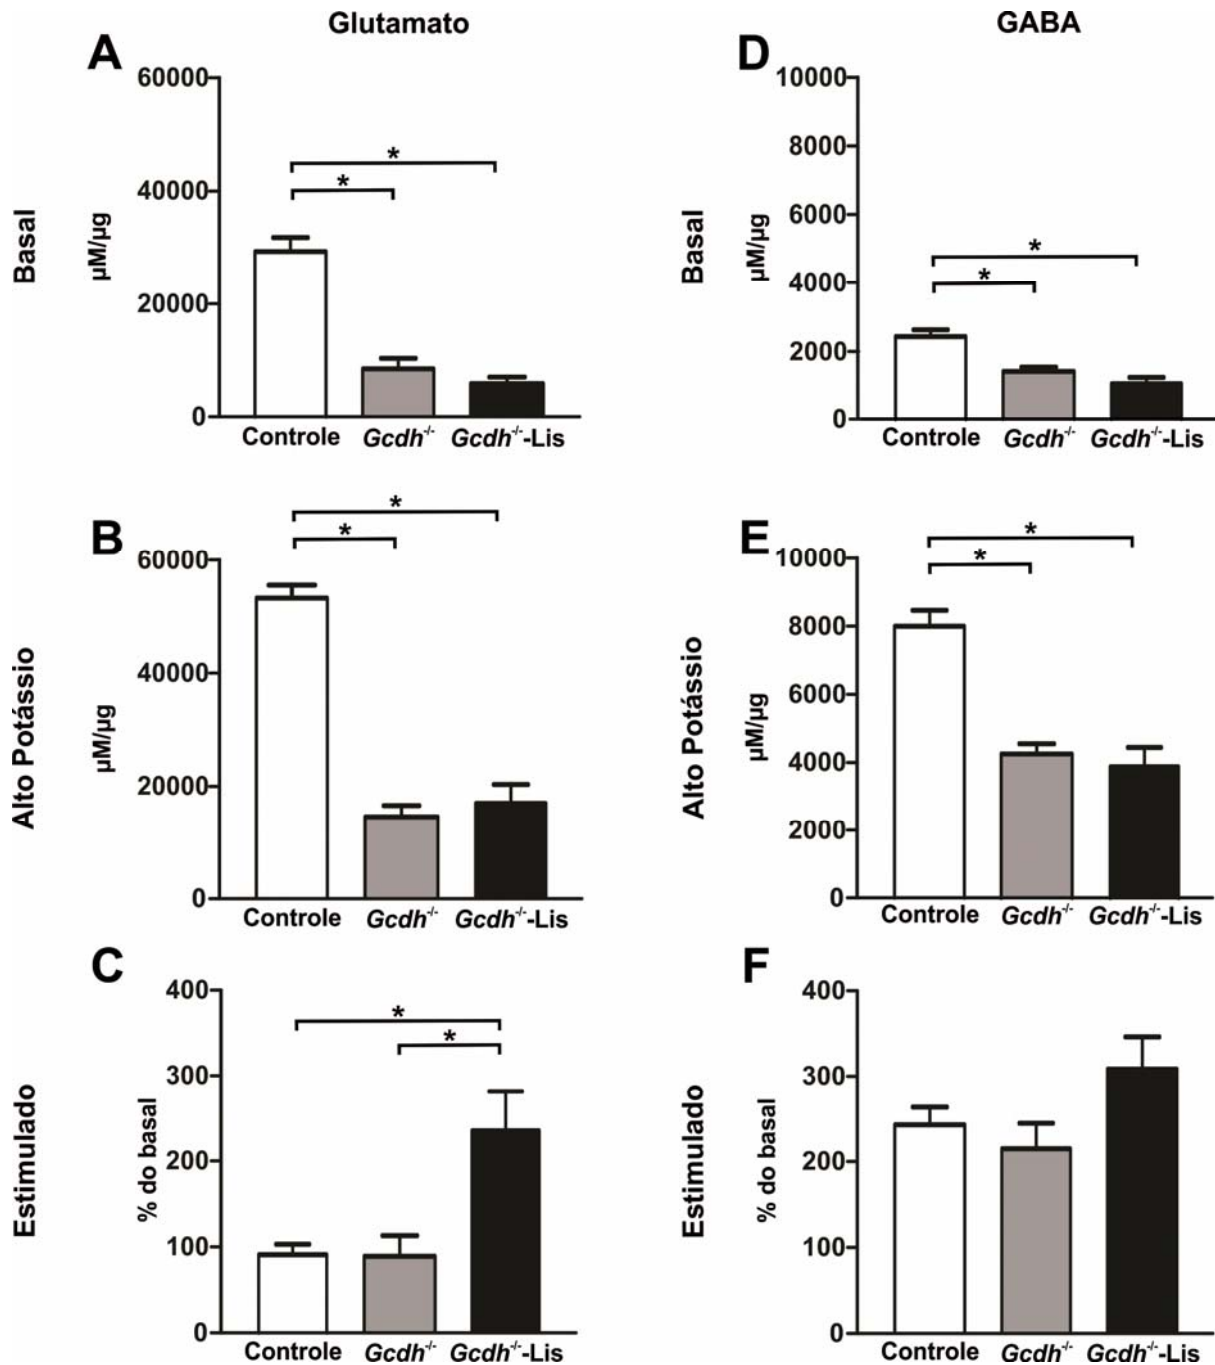 Glutamato
GABA
A
Basal
µM/µg
60000
40000
20000
0
*
*
Controle Gcdh-/- Gcdh-/--Lis
D
Basal
µM/µg
10000
8000
6000
4000
2000
0
*
*
Controle Gcdh-/- Gcdh-/--Lis
B
Alto Potássio
µM/µg
60000
40000
20000
0
*
*
Controle Gcdh-/- Gcdh-/--Lis
E
Alto Potássio
µM/µg
10000
8000
6000
4000
2000
0
*
*
Controle Gcdh-/- Gcdh-/--Lis
C
Estimulado
% do basal
400
300
200
100
0
*
*
Controle Gcdh-/- Gcdh-/--Lis
F
Estimulado
% do basal
400
300
200
100
0
Controle Gcdh-/- Gcdh-/--Lis